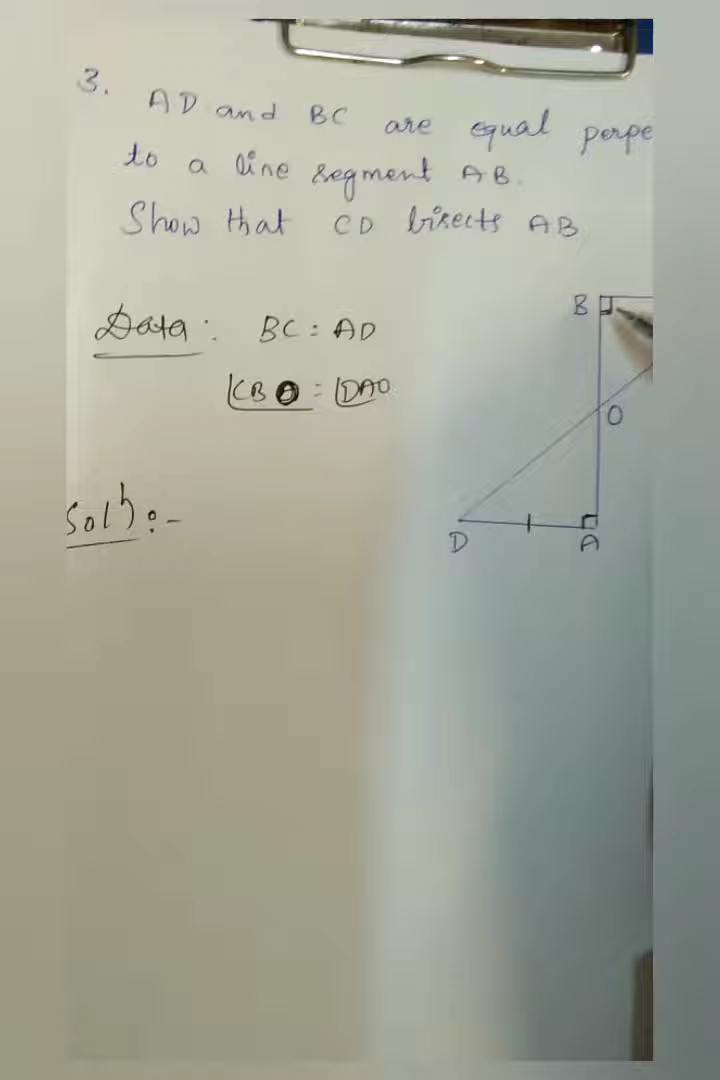 3.
AD and BC are equal perpe
to a line segment AB.
Show that CD bisects AB
Data: BC = AD
∠CBO = ∠DAO
B
O
Solⁿ :-
D
A